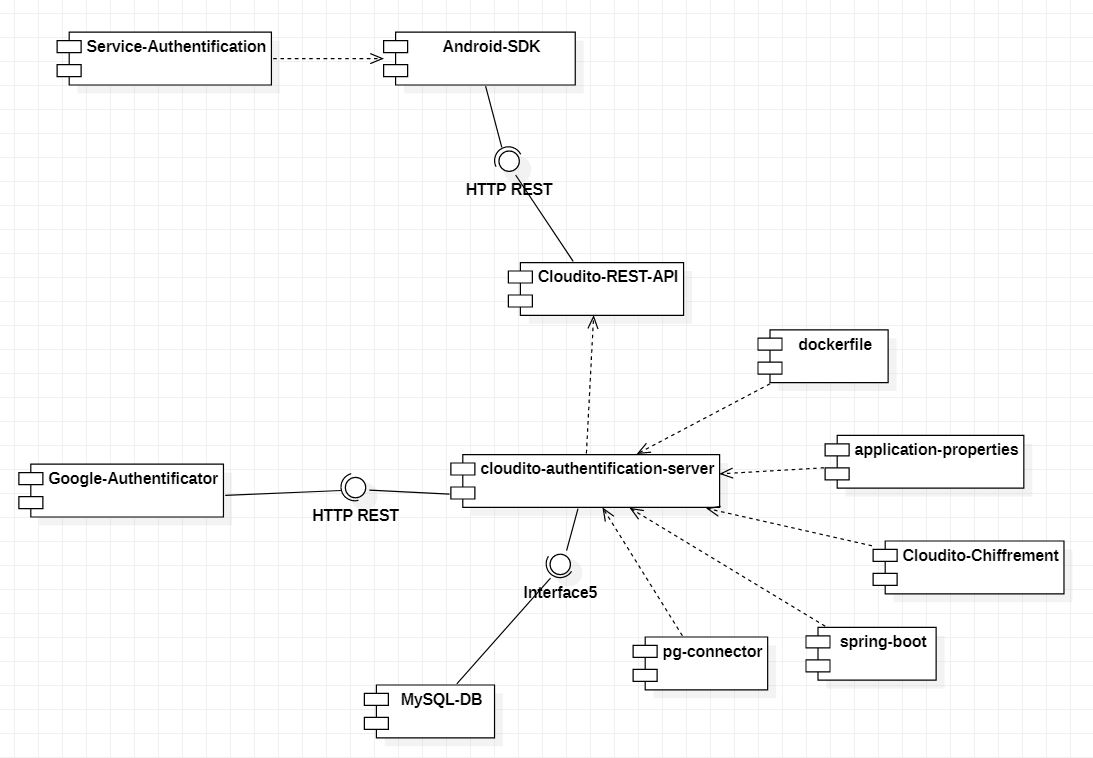 Service-Authentification
Android-SDK
HTTP REST
Cloudito-REST-API
dockerfile
application-properties
cloudito-authentification-server
Google-Authentificator
HTTP REST
Cloudito-Chiffrement
Interface5
spring-boot
pg-connector
MySQL-DB